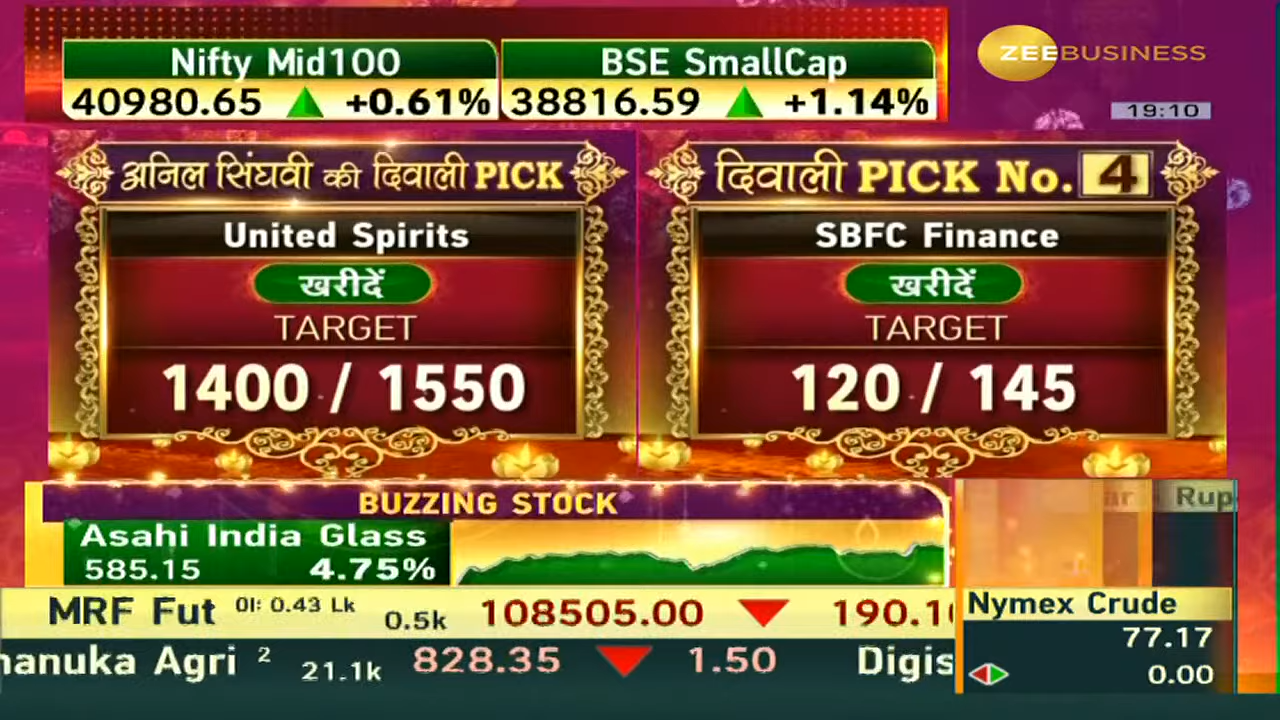 Nifty Mid100
40980.65 +0.61%
BSE SmallCap
38816.59 +1.14%
ZEEBUSINESS
19:10
अनिल सिंघवी की दिवाली PICK
United Spirits
खरीदें
TARGET
1400 / 1550
दिवाली PICK No. 4
SBFC Finance
खरीदें
TARGET
120 / 145
BUZZING STOCK
Asahi India Glass
585.15 4.75%
Rup
Nymex Crude
77.17
0.00
MRF Fut OI: 0.43 Lk 0.5k 108505.00 190.10
hanuka Agri 2 21.1k 828.35 1.50 Digis